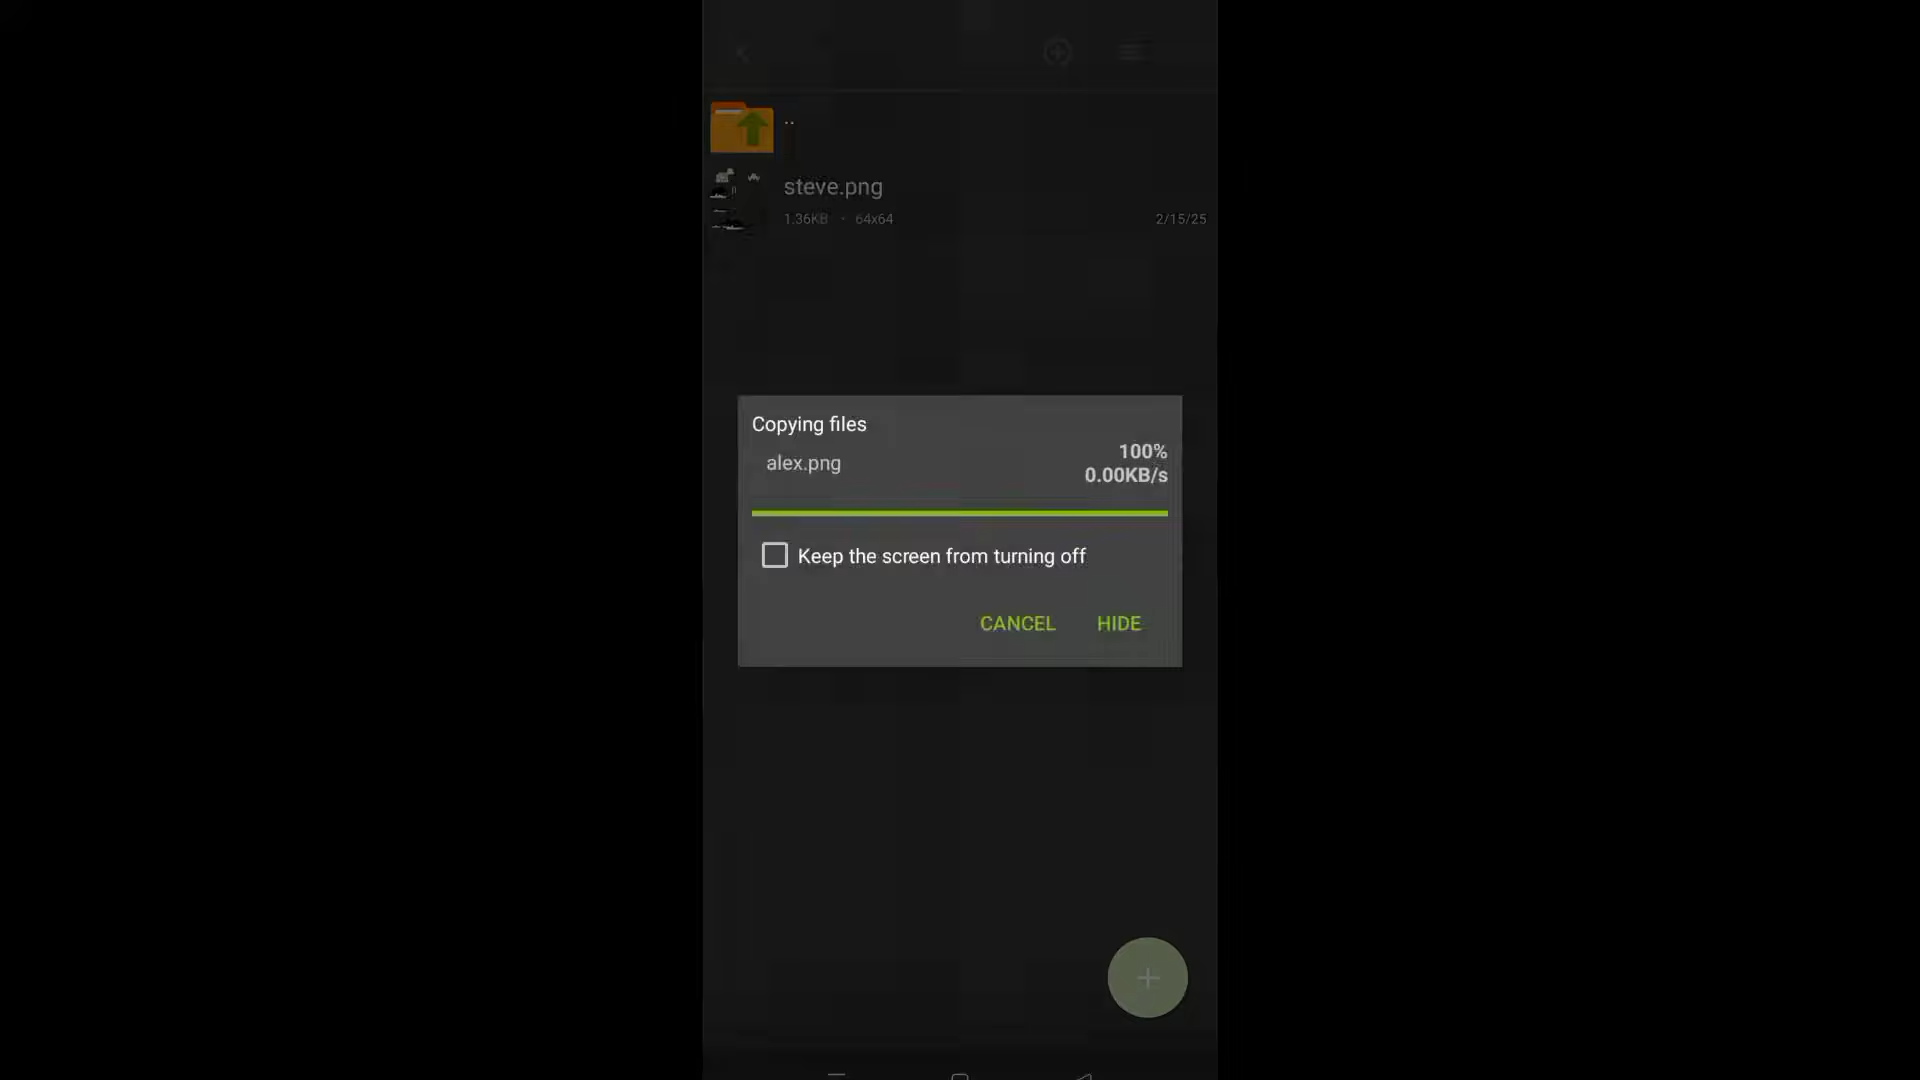 ..
steve.png
1.36KB · 64x64 2/15/25
Copying files
alex.png
100%
0.00KB/s
Keep the screen from turning off
CANCEL HIDE